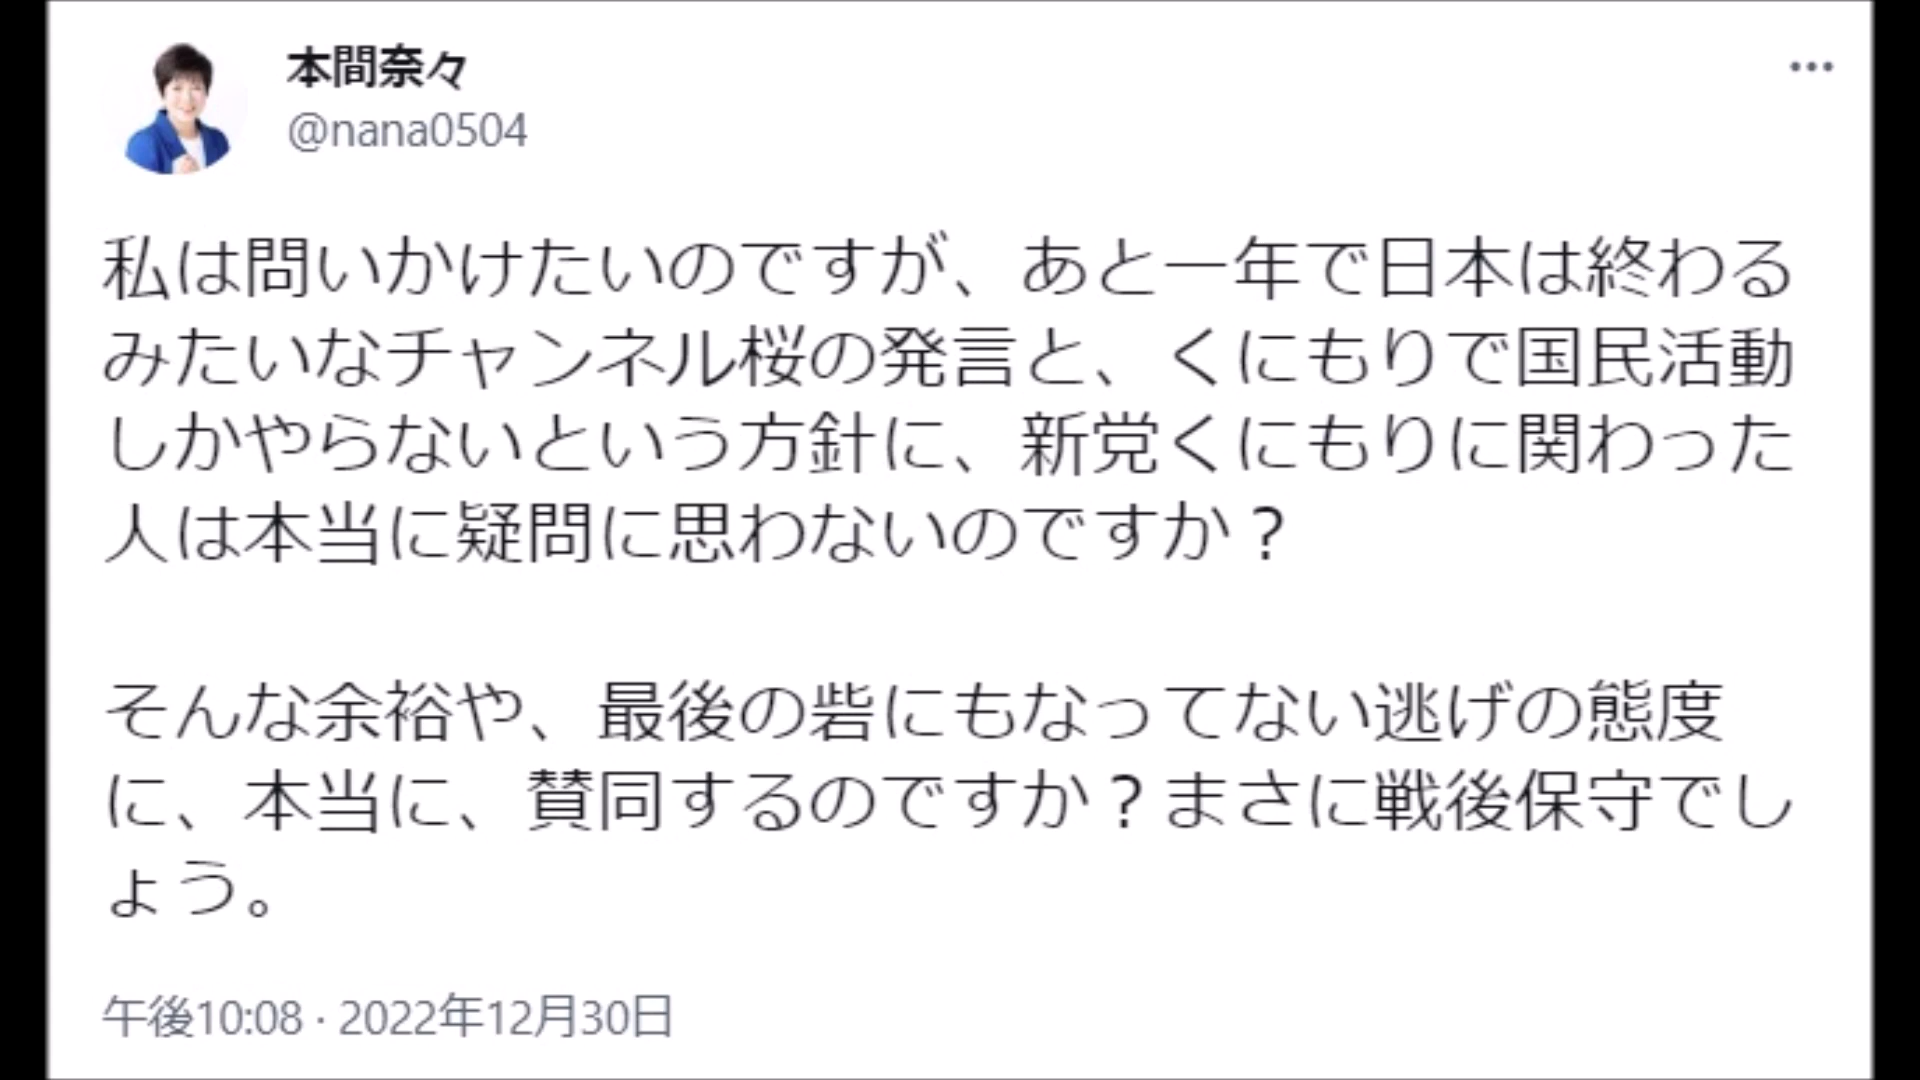 本間奈々
@nana0504
私は問いかけたいのですが、あと一年で日本は終わる
みたいなチャンネル桜の発言と、くにもりで国民活動
しかやらないという方針に、新党くにもりに関わった
人は本当に疑問に思わないのですか？
そんな余裕や、最後の砦にもなってない逃げの態度
に、本当に、賛同するのですか？まさに戦後保守でし
ょう。
午後10:08 · 2022年12月30日